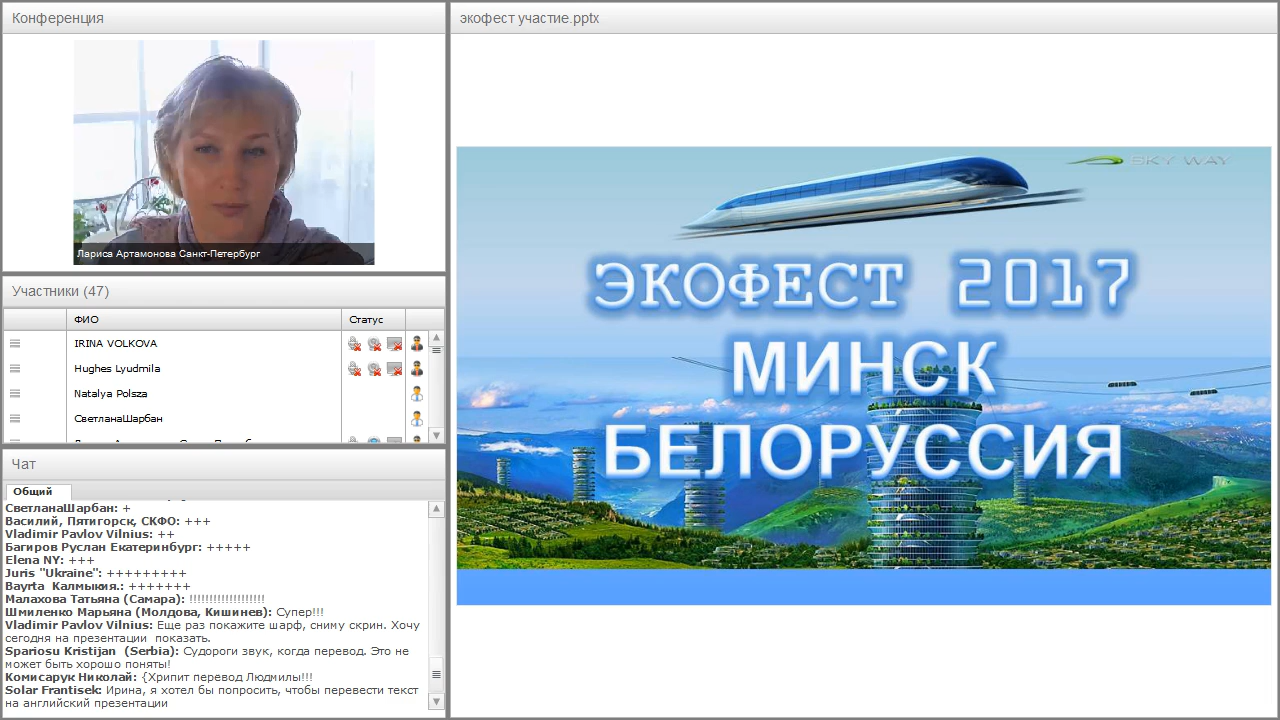 Конференция
Лариса Артамонова Санкт-Петербург
Участники (47)
ФИО
Статус
IRINA VOLKOVA
Hughes Lyudmila
Natalya Polsza
СветланаШарбан
Чат
Общий
СветланаШарбан: +
Василий, Пятигорск, СКФО: +++
Vladimir Pavlov Vilnius: ++
Багиров Руслан Екатеринбург: +++++
Elena NY: +++
Juris "Ukraine": +++++++++
Bayrta Калмыкия.: +++++++
Малахова Татьяна (Самара): !!!!!!!!!!!!!!!!!!!
Шмиленко Марьяна (Молдова, Кишинев): Супер!!!
Vladimir Pavlov Vilnius: Еще раз покажите шарф, сниму скрин. Хочу
сегодня на презентации показать.
Spariosu Kristijan (Serbia): Судороги звук, когда перевод. Это не
может быть хорошо поняты!
Комисарук Николай: {Хрипит перевод Людмилы!!!
Solar Frantisek: Ирина, я хотел бы попросить, чтобы перевести текст
на английский презентации
экофест участие.pptx
SKY WAY
ЭКОФЕСТ 2017
МИНСК
БЕЛОРУССИЯ